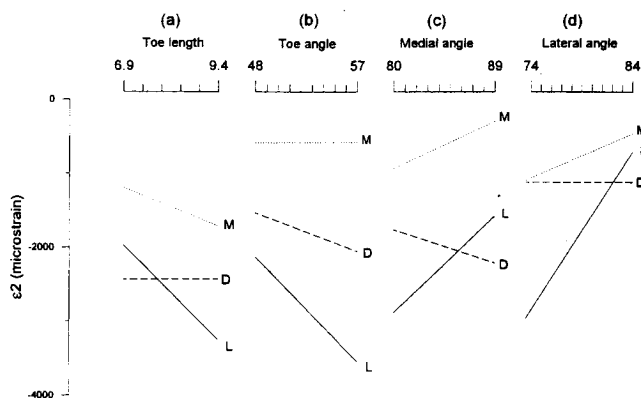 (a) (b) (c) (d)
Toe length Toe angle Medial angle Lateral angle
6.9 9.4 48 57 80 89 74 84
0
M
M
M
M
L
D
-2000
M
D
D
D
L
L
-4000
ε2 (microstrain)